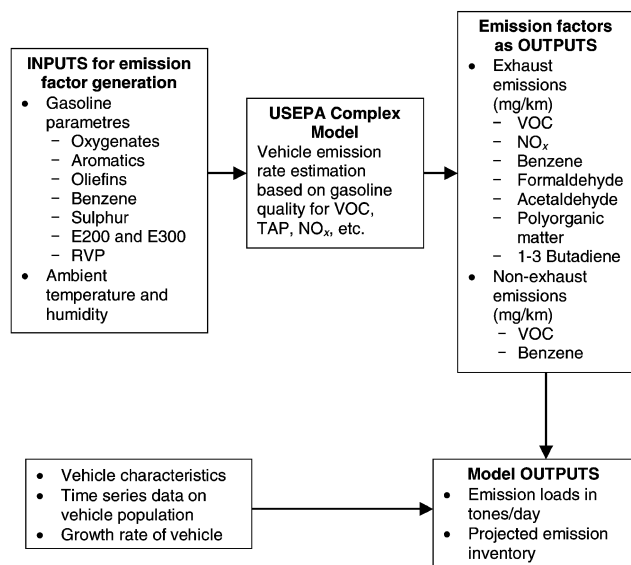 INPUTS for emission
factor generation
• Gasoline
parametres
– Oxygenates
– Aromatics
– Oliefins
– Benzene
– Sulphur
– E200 and E300
– RVP
• Ambient
temperature and
humidity
USEPA Complex
Model
Vehicle emission
rate estimation
based on gasoline
quality for VOC,
TAP, NOx, etc.
Emission factors
as OUTPUTS
• Exhaust
emissions
(mg/km)
– VOC
– NOx
– Benzene
– Formaldehyde
– Acetaldehyde
– Polyorganic
matter
– 1-3 Butadiene
• Non-exhaust
emissions
(mg/km)
– VOC
– Benzene
• Vehicle characteristics
• Time series data on
vehicle population
• Growth rate of vehicle
Model OUTPUTS
• Emission loads in
tones/day
• Projected emission
inventory